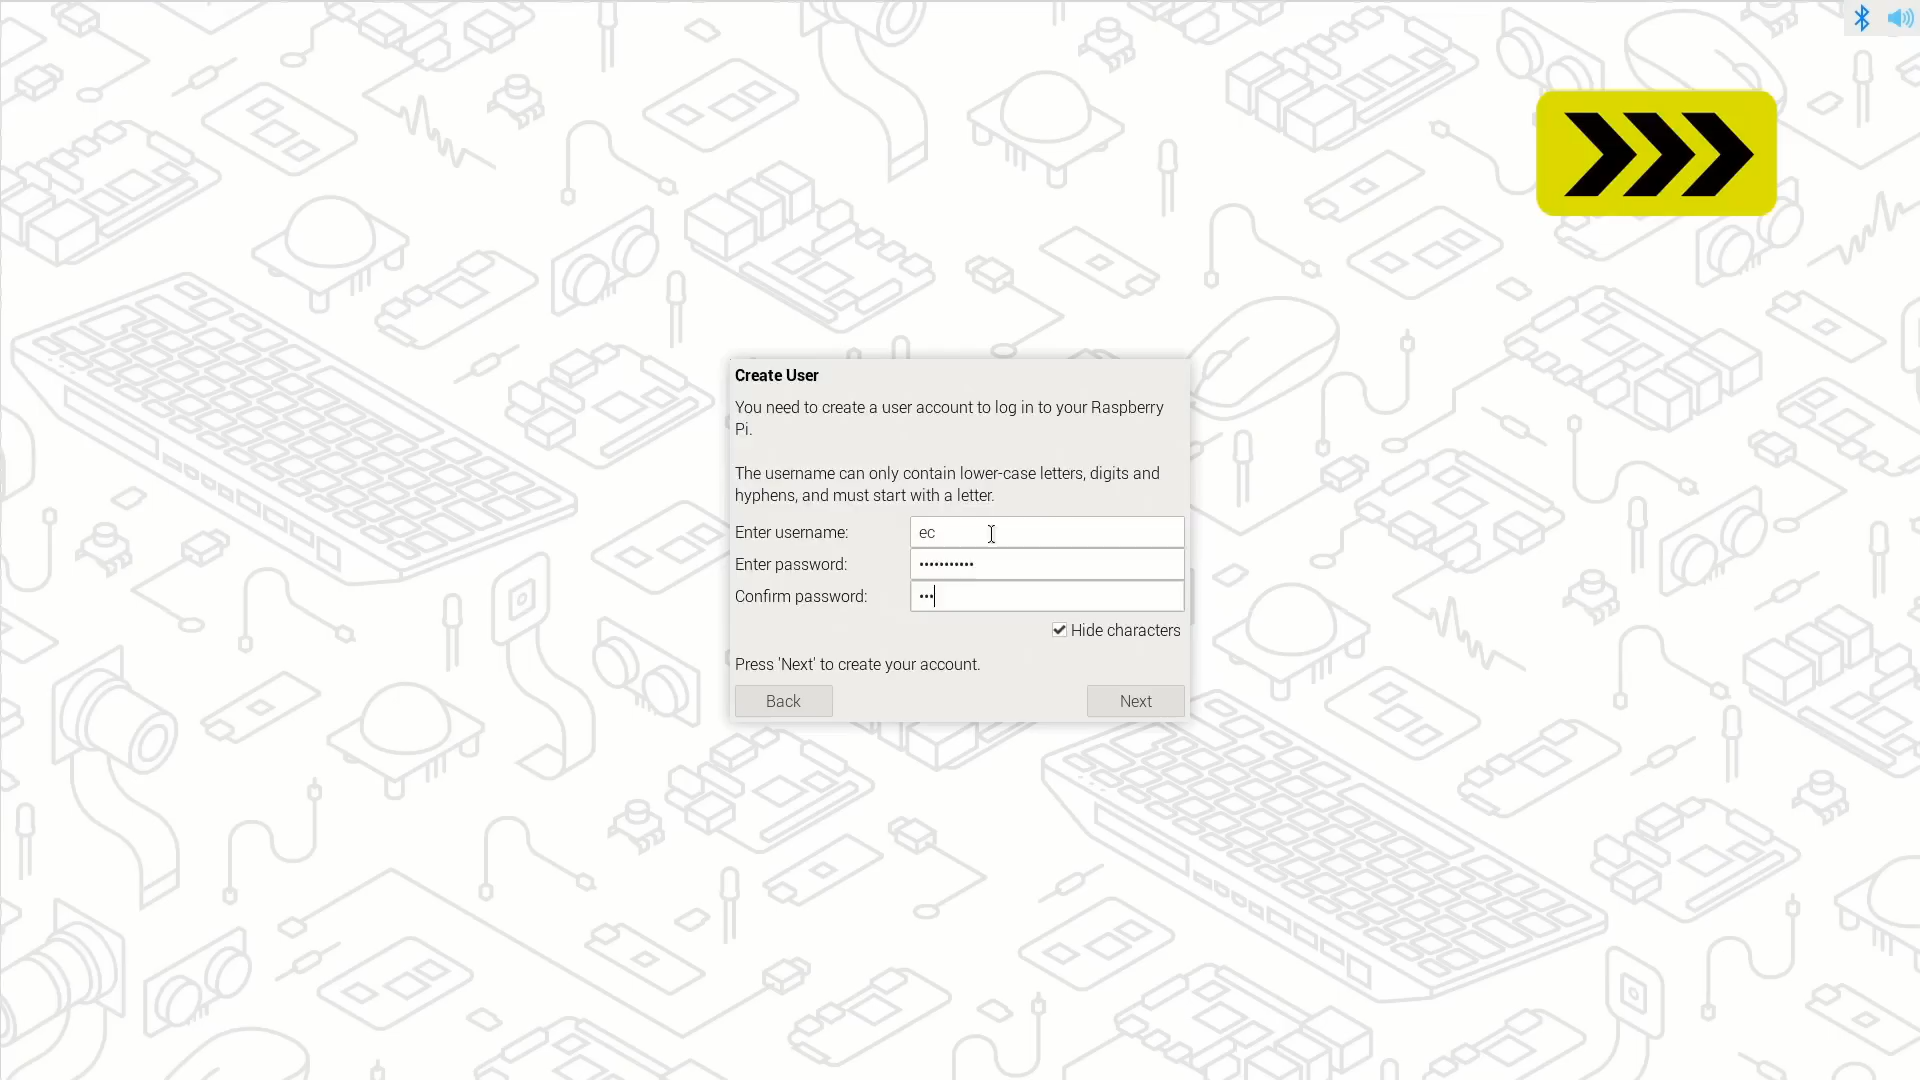 Create User
You need to create a user account to log in to your Raspberry
Pi.
The username can only contain lower-case letters, digits and
hyphens, and must start with a letter.
Enter username: ec
Enter password: •••••••••••
Confirm password: •••
Hide characters
Press 'Next' to create your account.
Back Next